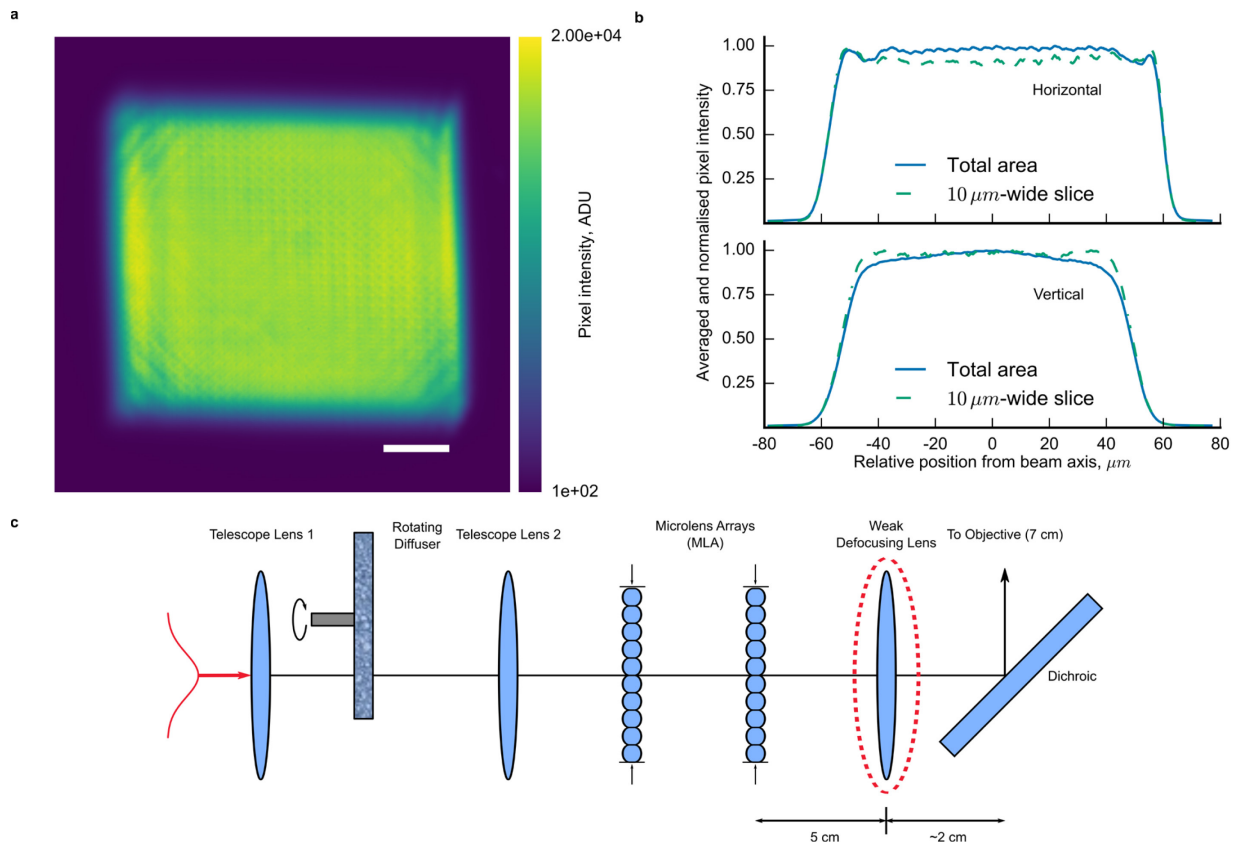 a
2.00e+04
Pixel intensity, ADU
1e+02
b
Averaged and normalised pixel intensity
1.00
0.75
0.50
0.25
Horizontal
Total area
10 μm-wide slice
1.00
0.75
0.50
0.25
Vertical
Total area
10 μm-wide slice
-80 -60 -40 -20 0 20 40 60 80
Relative position from beam axis, μm
c
Telescope Lens 1
Rotating
Diffuser
Telescope Lens 2
Microlens Arrays
(MLA)
Weak
Defocusing Lens
To Objective (7 cm)
Dichroic
5 cm
~2 cm